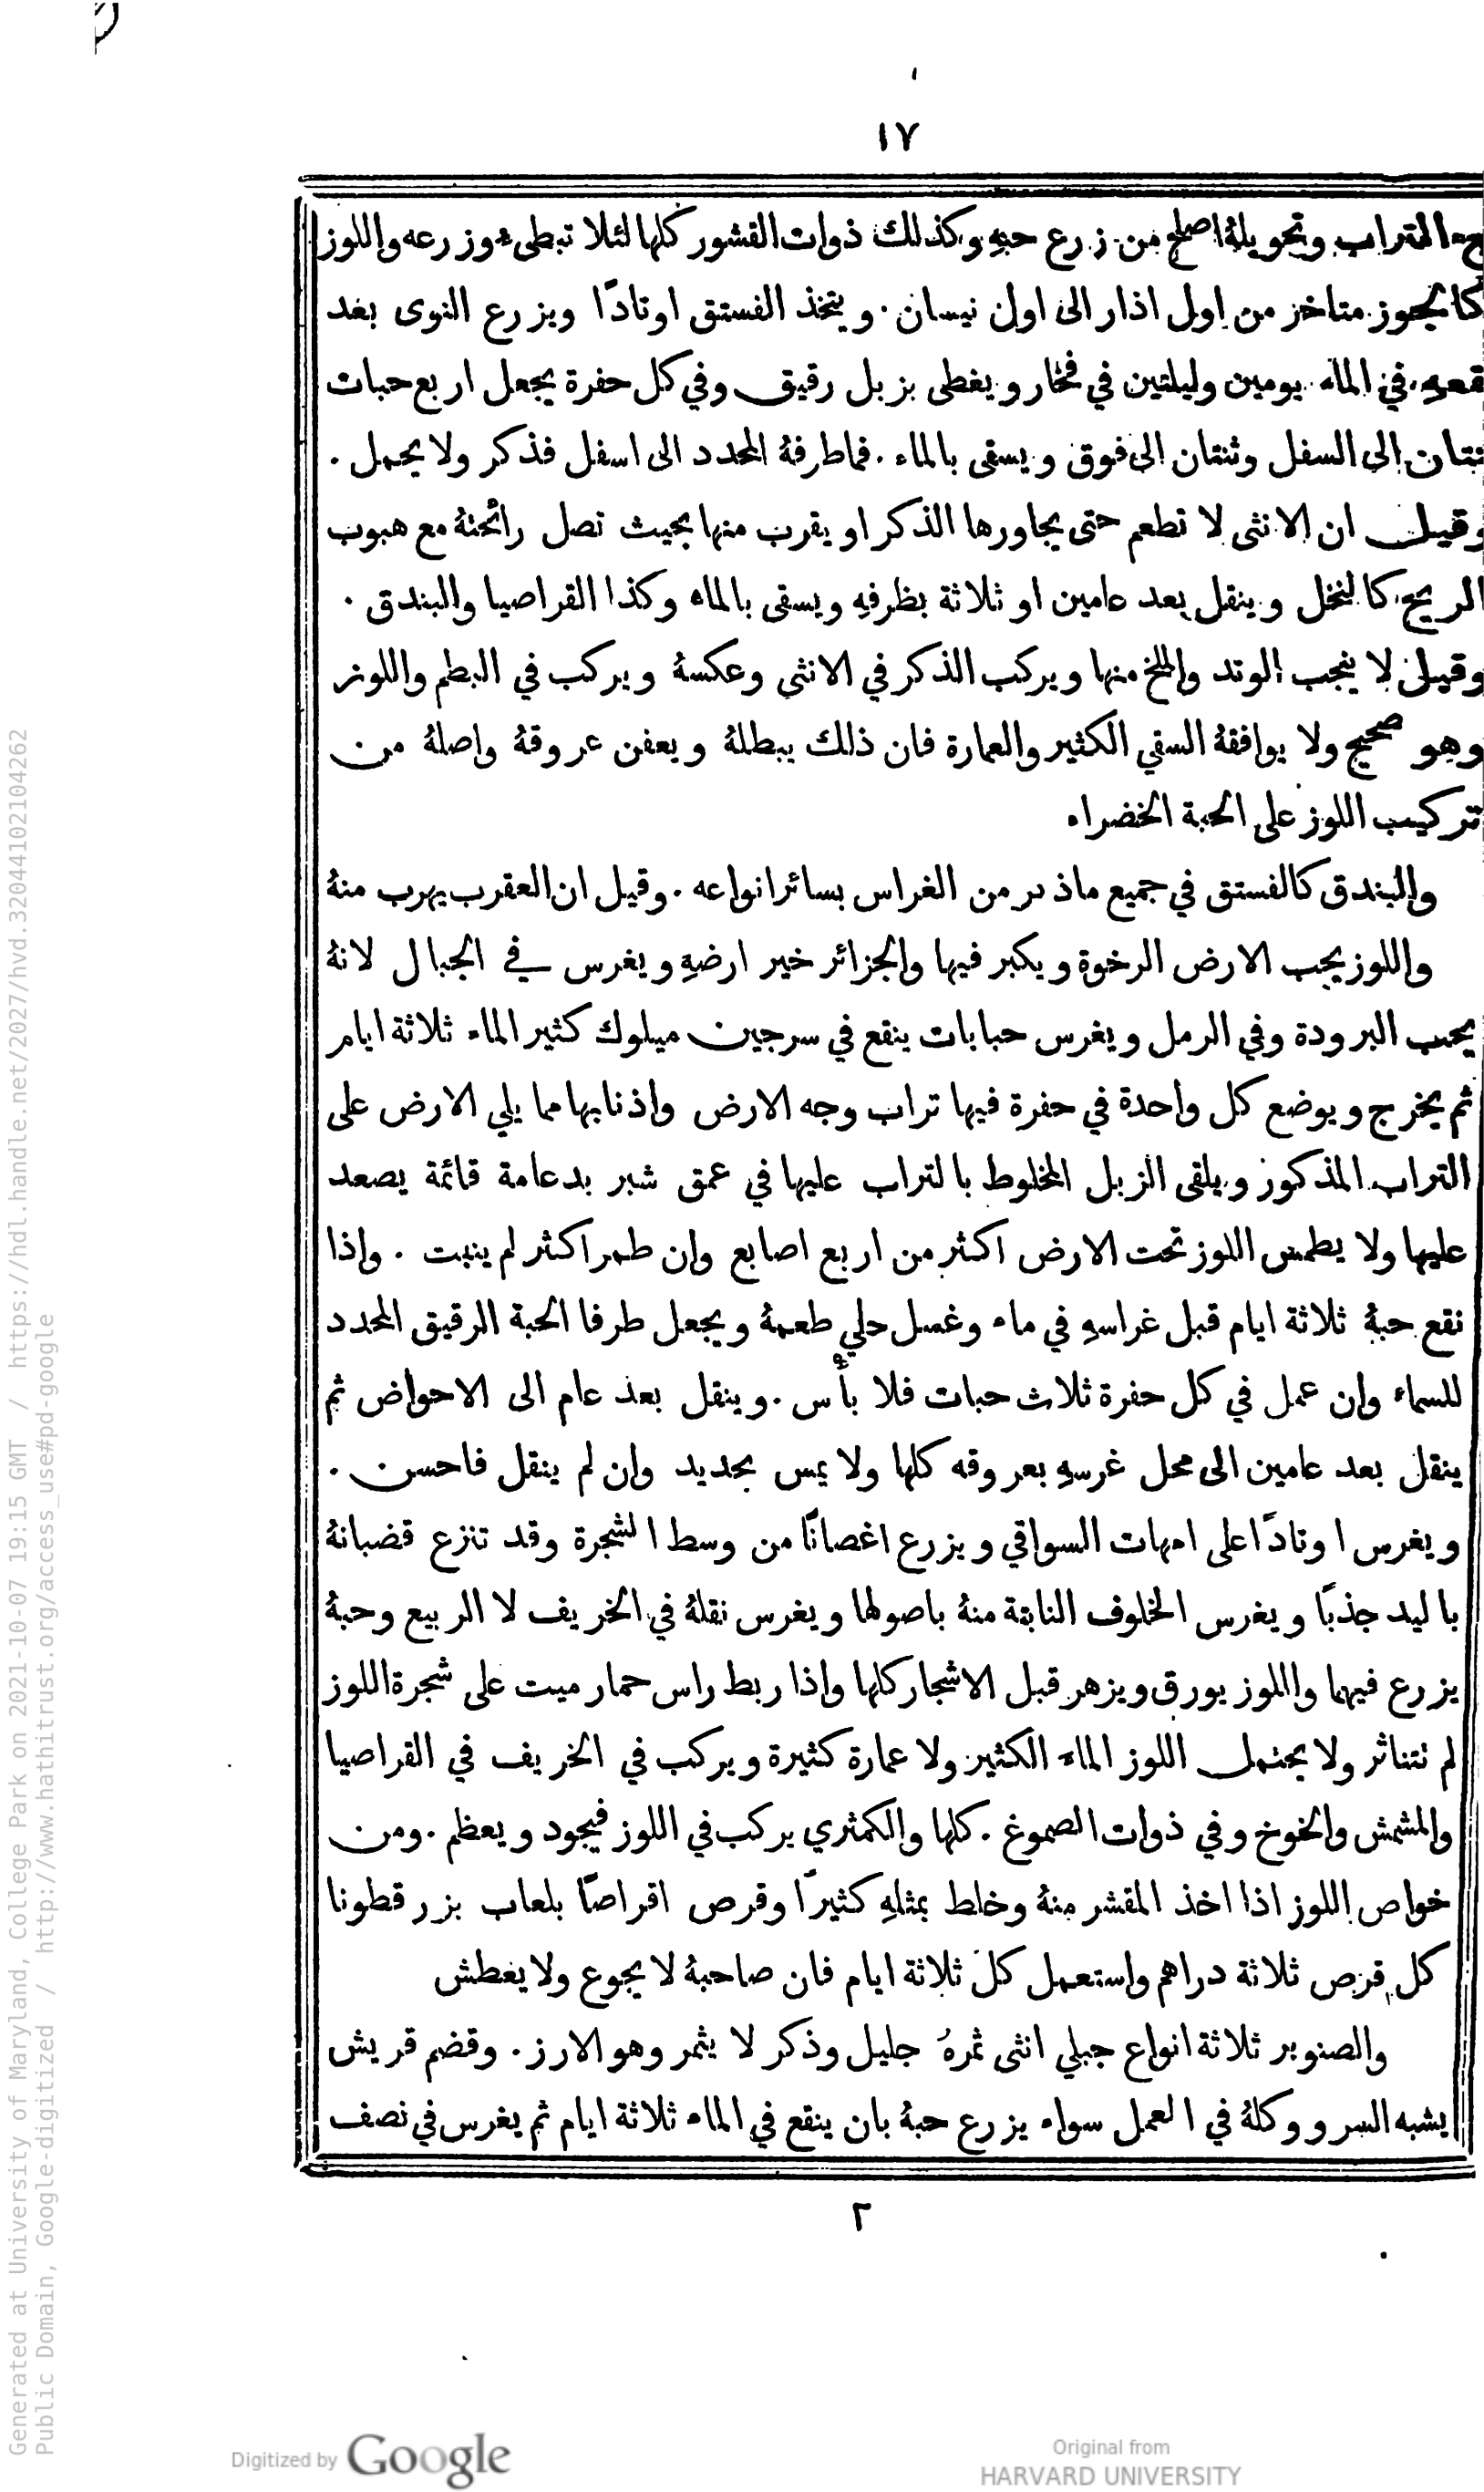 ١٧
التراب وتحويلهُ اصلح من زرع حبهِ وكذلك ذوات القشور كلها لئلا تبطىء وزرعه واللوز
كالجوز متاخر من اول اذار الى اول نيسان . ويتخذ الفستق اوتادًا ويزرع النوى بعد
نقعهِ في الماء يومين وليلتين في فخار ويغطى بزبل رقيق وفي كل حفرة يجعل اربع حبات
ثنتان الى السفل وثنتان الى فوق ويسقى بالماء . فما طرفهُ المحدد الى اسفل فذكر ولا يحمل .
وقيل ان الانثى لا تطعم حتى يجاورها الذكر او يقرب منها بحيث تصل رائحتهُ مع هبوب
الريح كالنخل وينقل بعد عامين او ثلاثة بظرفهِ ويسقى بالماء وكذا القراصيا والبندق .
وقيل لا ينجب الوتد والملخ منها ويركب الذكر في الانثى وعكسهُ ويركب في البطم واللوز
وهو صحيح ولا يوافقهُ السقي الكثير والعمارة فان ذلك يبطلهُ ويعفن عروقهُ واصلهُ من
تركيب اللوز على الحبة الخضراء
والبندق كالفستق في جميع ما ذكر من الغراس بسائر انواعه . وقيل ان العقرب يهرب منهُ
واللوز يحب الارض الرخوة ويكبر فيها والجزائر خير ارضهِ ويغرس في الجبال لانهُ
يحب البرودة وفي الرمل ويغرس حبابات ينقع في سرجين مبلوك كثير الماء ثلاثة ايام
ثم يخرج ويوضع كل واحدة في حفرة فيها تراب وجه الارض واذنابها مما يلي الارض على
التراب المذكور ويلقى الزبل المخلوط بالتراب عليها في عمق شبر بدعامة قائمة يصعد
عليها ولا يطمس اللوز تحت الارض اكثر من اربع اصابع وان طمر اكثر لم ينبت . واذا
نقع حبهُ ثلاثة ايام قبل غراسهِ في ماء وعسل حلي طعمهُ ويجعل طرفا الحبة الرقيق المحدد
للسماء وان عمل في كل حفرة ثلاث حبات فلا بأس . وينقل بعد عام الى الاحواض ثم
ينقل بعد عامين الى محل غرسهِ بعروقه كلها ولا يمس بحديد وان لم ينقل فاحسن .
ويغرس اوتادًا على امهات السواقي ويزرع اغصانًا من وسط الشجرة وقد تنزع قضبانهُ
باليد جذبًا ويغرس الخلوف النابتة منهُ باصولها ويغرس نقلهُ في الخريف لا الربيع وحبهُ
يزرع فيهما واللوز يورق ويزهر قبل الاشجار كلها واذا ربط راس حمار ميت على شجرة اللوز
لم تتناثر ولا يحتمل اللوز الماء الكثير ولا عمارة كثيرة ويركب في الخريف في القراصيا
والمشمش والخوخ وفي ذوات الصموغ . كلها والكمثري يركب في اللوز فيجود ويعظم . ومن
خواص اللوز اذا اخذ المقشر منهُ وخلط بمثلهِ كثيرًا وقرص اقراصًا بلعاب بزر قطونا
كل قرص ثلاثة دراهم واستعمل كل ثلاثة ايام فان صاحبهُ لا يجوع ولا يعطش
والصنوبر ثلاثة انواع جبلي انثى ثمرهُ جليل وذكر لا يثمر وهو الارز . وقضم قريش
يشبه السرو وكلهُ في العمل سواء يزرع حبهُ بان ينقع في الماء ثلاثة ايام ثم يغرس في نصف
٢
Generated at University of Maryland, College Park on 2021-10-07 19:15 GMT / https://hdl.handle.net/2027/hvd.32044102104262
Public Domain, Google-digitized / http://www.hathitrust.org/access_use#pd-google
Digitized by Google
Original from
HARVARD UNIVERSITY